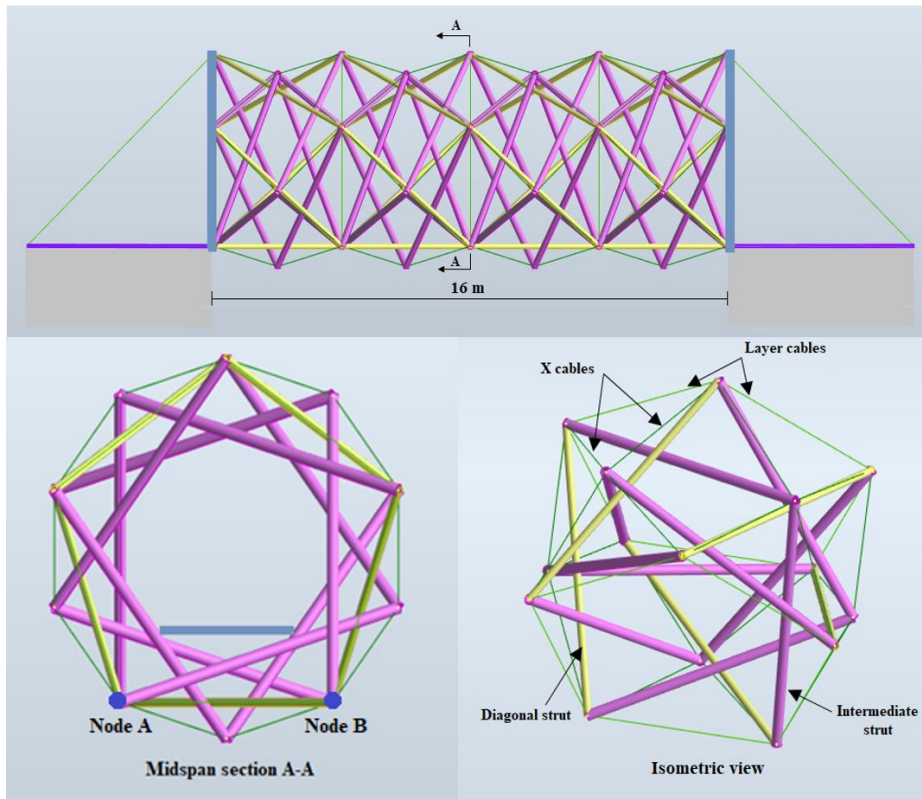 A
A
16 m
Layer cables
X cables
Node A
Node B
Diagonal strut
Intermediate
strut
Midspan section A-A
Isometric view